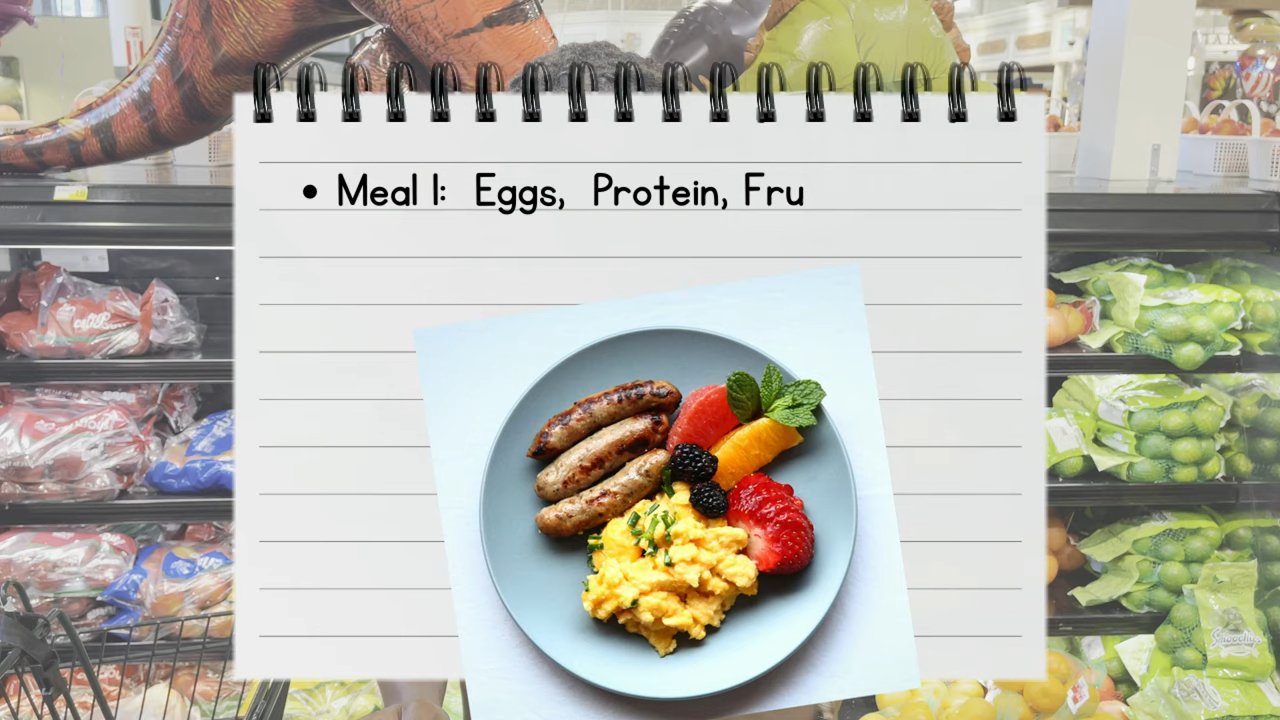 • Meal 1: Eggs, Protein, Fru